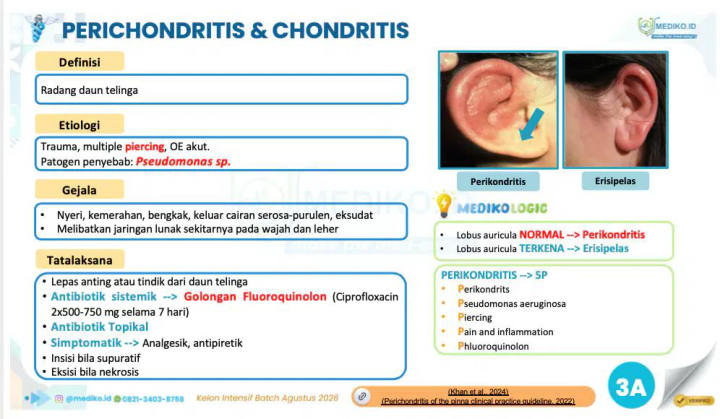 PERICHONDRITIS & CHONDRITIS
MEDIKO.ID
Definisi
Radang daun telinga
Etiologi
Trauma, multiple piercing, OE akut.
Patogen penyebab: Pseudomonas sp.
Gejala
• Nyeri, kemerahan, bengkak, keluar cairan serosa-purulen, eksudat
• Melibatkan jaringan lunak sekitarnya pada wajah dan leher
Tatalaksana
• Lepas anting atau tindik dari daun telinga
• Antibiotik sistemik --> Golongan Fluoroquinolon (Ciprofloxacin
2x500-750 mg selama 7 hari)
• Antibiotik Topikal
• Simptomatik --> Analgesik, antipiretik
• Insisi bila supuratif
• Eksisi bila nekrosis
Perikondritis
Erisipelas
MEDIKOLOGIC
• Lobus auricula NORMAL --> Perikondritis
• Lobus auricula TERKENA --> Erisipelas
PERIKONDRITIS --> 5P
• Perikondrits
• Pseudomonas aeruginosa
• Piercing
• Pain and inflammation
• Phluoroquinolon
@mediko.id 0821-3403-8768
Kelan Intensif Batch Agustus 2026
(Khan et al., 2024)
(Perichondritis of the pinna clinical practice guideline, 2022)
3A
VERIFIED